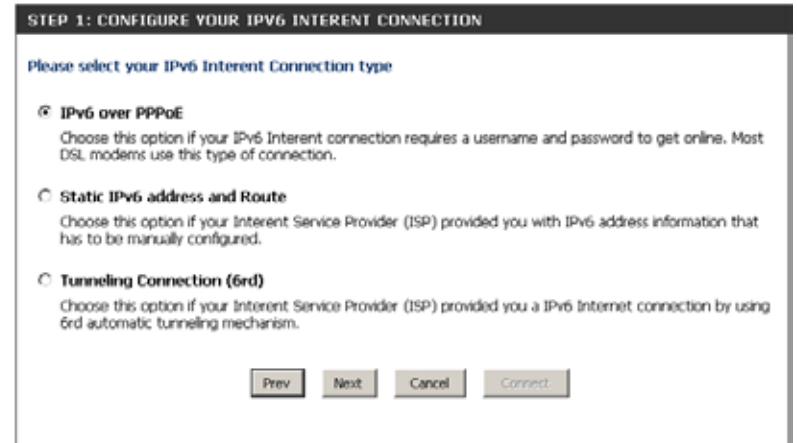 STEP 1: CONFIGURE YOUR IPV6 INTERENT CONNECTION
Please select your IPv6 Interent Connection type
IPv6 over PPPoE
Choose this option if your IPv6 Interent connection requires a username and password to get online. Most
DSL modems use this type of connection.
Static IPv6 address and Route
Choose this option if your Interent Service Provider (ISP) provided you with IPv6 address information that
has to be manually configured.
Tunneling Connection (6rd)
Choose this option if your Interent Service Provider (ISP) provided you a IPv6 Internet connection by using
6rd automatic tunneling mechanism.
Prev Next Cancel Connect